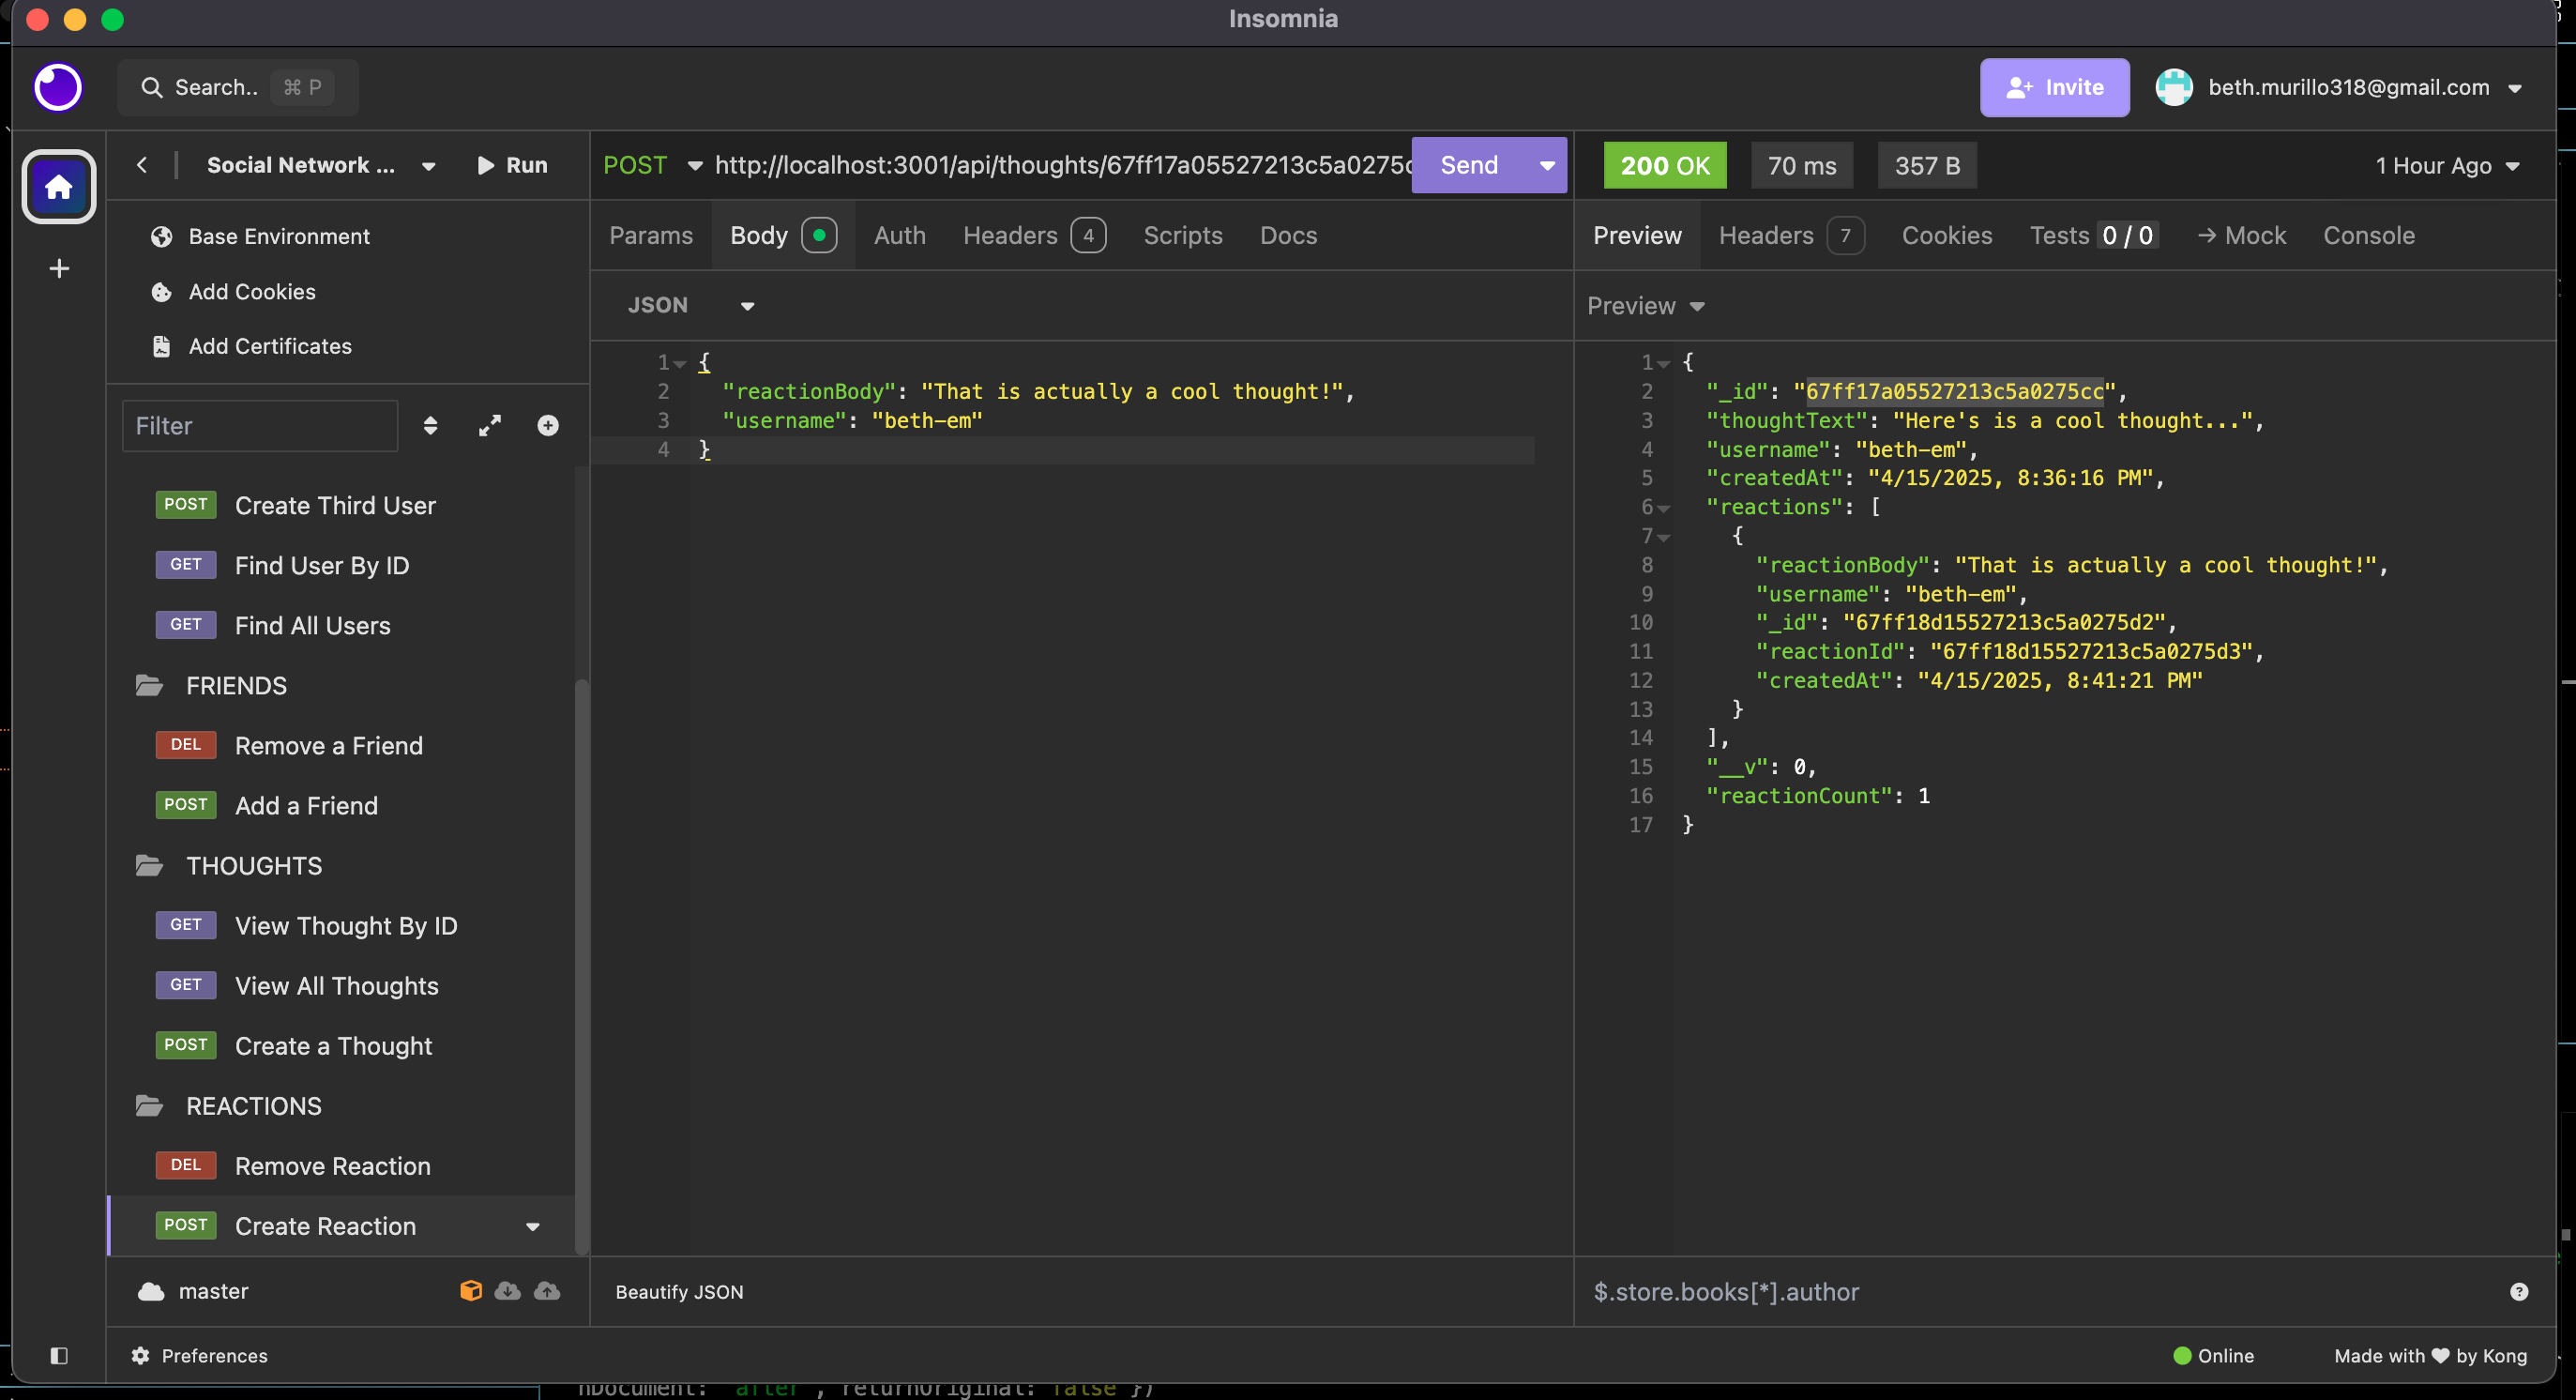 Insomnia
Search.. ⌘ P
Invite
beth.murillo318@gmail.com
Social Network ...
Run
Base Environment
Add Cookies
Add Certificates
Filter
POST Create Third User
GET Find User By ID
GET Find All Users
FRIENDS
DEL Remove a Friend
POST Add a Friend
THOUGHTS
GET View Thought By ID
GET View All Thoughts
POST Create a Thought
REACTIONS
DEL Remove Reaction
POST Create Reaction
master
Preferences
POST http://localhost:3001/api/thoughts/67ff17a05527213c5a0275c
Send
Params Body Auth Headers 4 Scripts Docs
JSON
1 {
2 "reactionBody": "That is actually a cool thought!",
3 "username": "beth-em"
4 }
Beautify JSON
200 OK 70 ms 357 B
1 Hour Ago
Preview Headers 7 Cookies Tests 0 / 0 → Mock Console
Preview
1 {
2 "_id": "67ff17a05527213c5a0275cc",
3 "thoughtText": "Here's is a cool thought...",
4 "username": "beth-em",
5 "createdAt": "4/15/2025, 8:36:16 PM",
6 "reactions": [
7 {
8 "reactionBody": "That is actually a cool thought!",
9 "username": "beth-em",
10 "_id": "67ff18d15527213c5a0275d2",
11 "reactionId": "67ff18d15527213c5a0275d3",
12 "createdAt": "4/15/2025, 8:41:21 PM"
13 }
14 ],
15 "__v": 0,
16 "reactionCount": 1
17 }
$.store.books[*].author
Online
Made with ♥ by Kong
nDocument: after , returnOriginal: false })